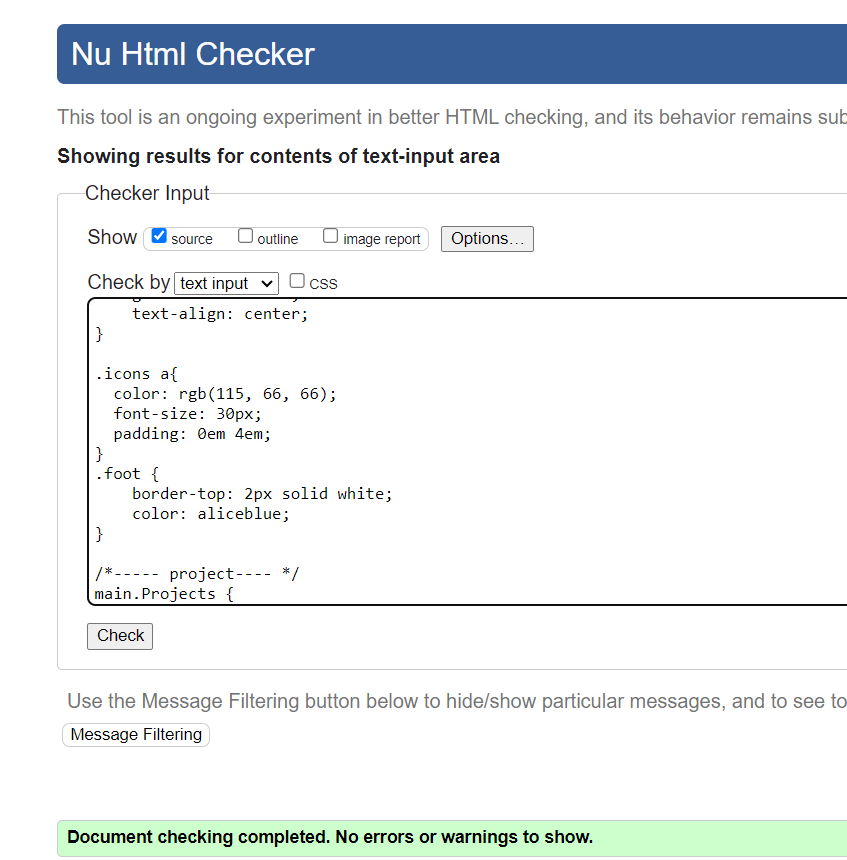 Nu Html Checker
This tool is an ongoing experiment in better HTML checking, and its behavior remains
Showing results for contents of text-input area
Checker Input
Show source outline image report Options...
Check by text input CSS
text-align: center;
}
.icons a{
color: rgb(115, 66, 66);
font-size: 30px;
padding: 0em 4em;
}
.foot {
border-top: 2px solid white;
color: aliceblue;
}
/*----- project---- */
main.Projects {
Check
Use the Message Filtering button below to hide/show particular messages, and to see
Message Filtering
Document checking completed. No errors or warnings to show.